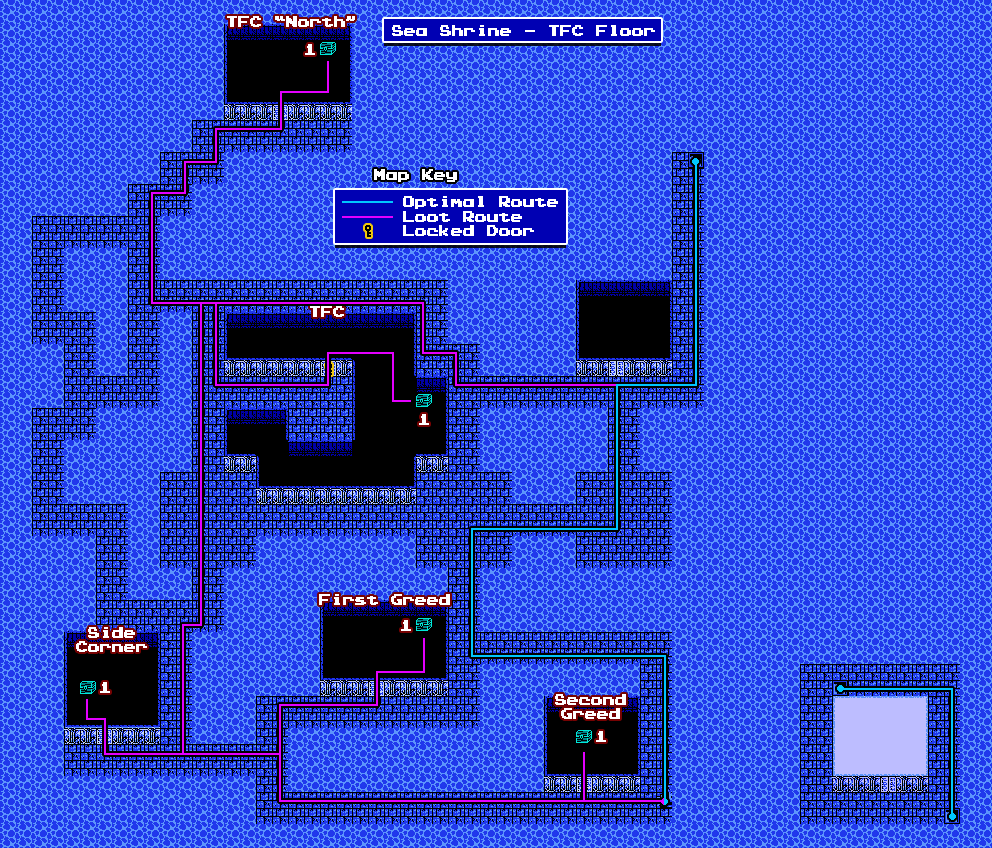 TFC "North"
1
Sea Shrine - TFC Floor
Map Key
Optimal Route
Loot Route
Locked Door
TFC
1
First Greed
1
Side
Corner
1
Second
Greed
1